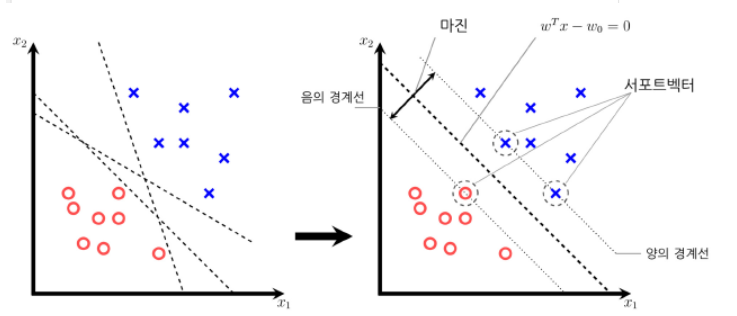 x₂
x₁
마진
wᵀx − w₀ = 0
x₂
서포트벡터
음의 경계선
양의 경계선
x₁